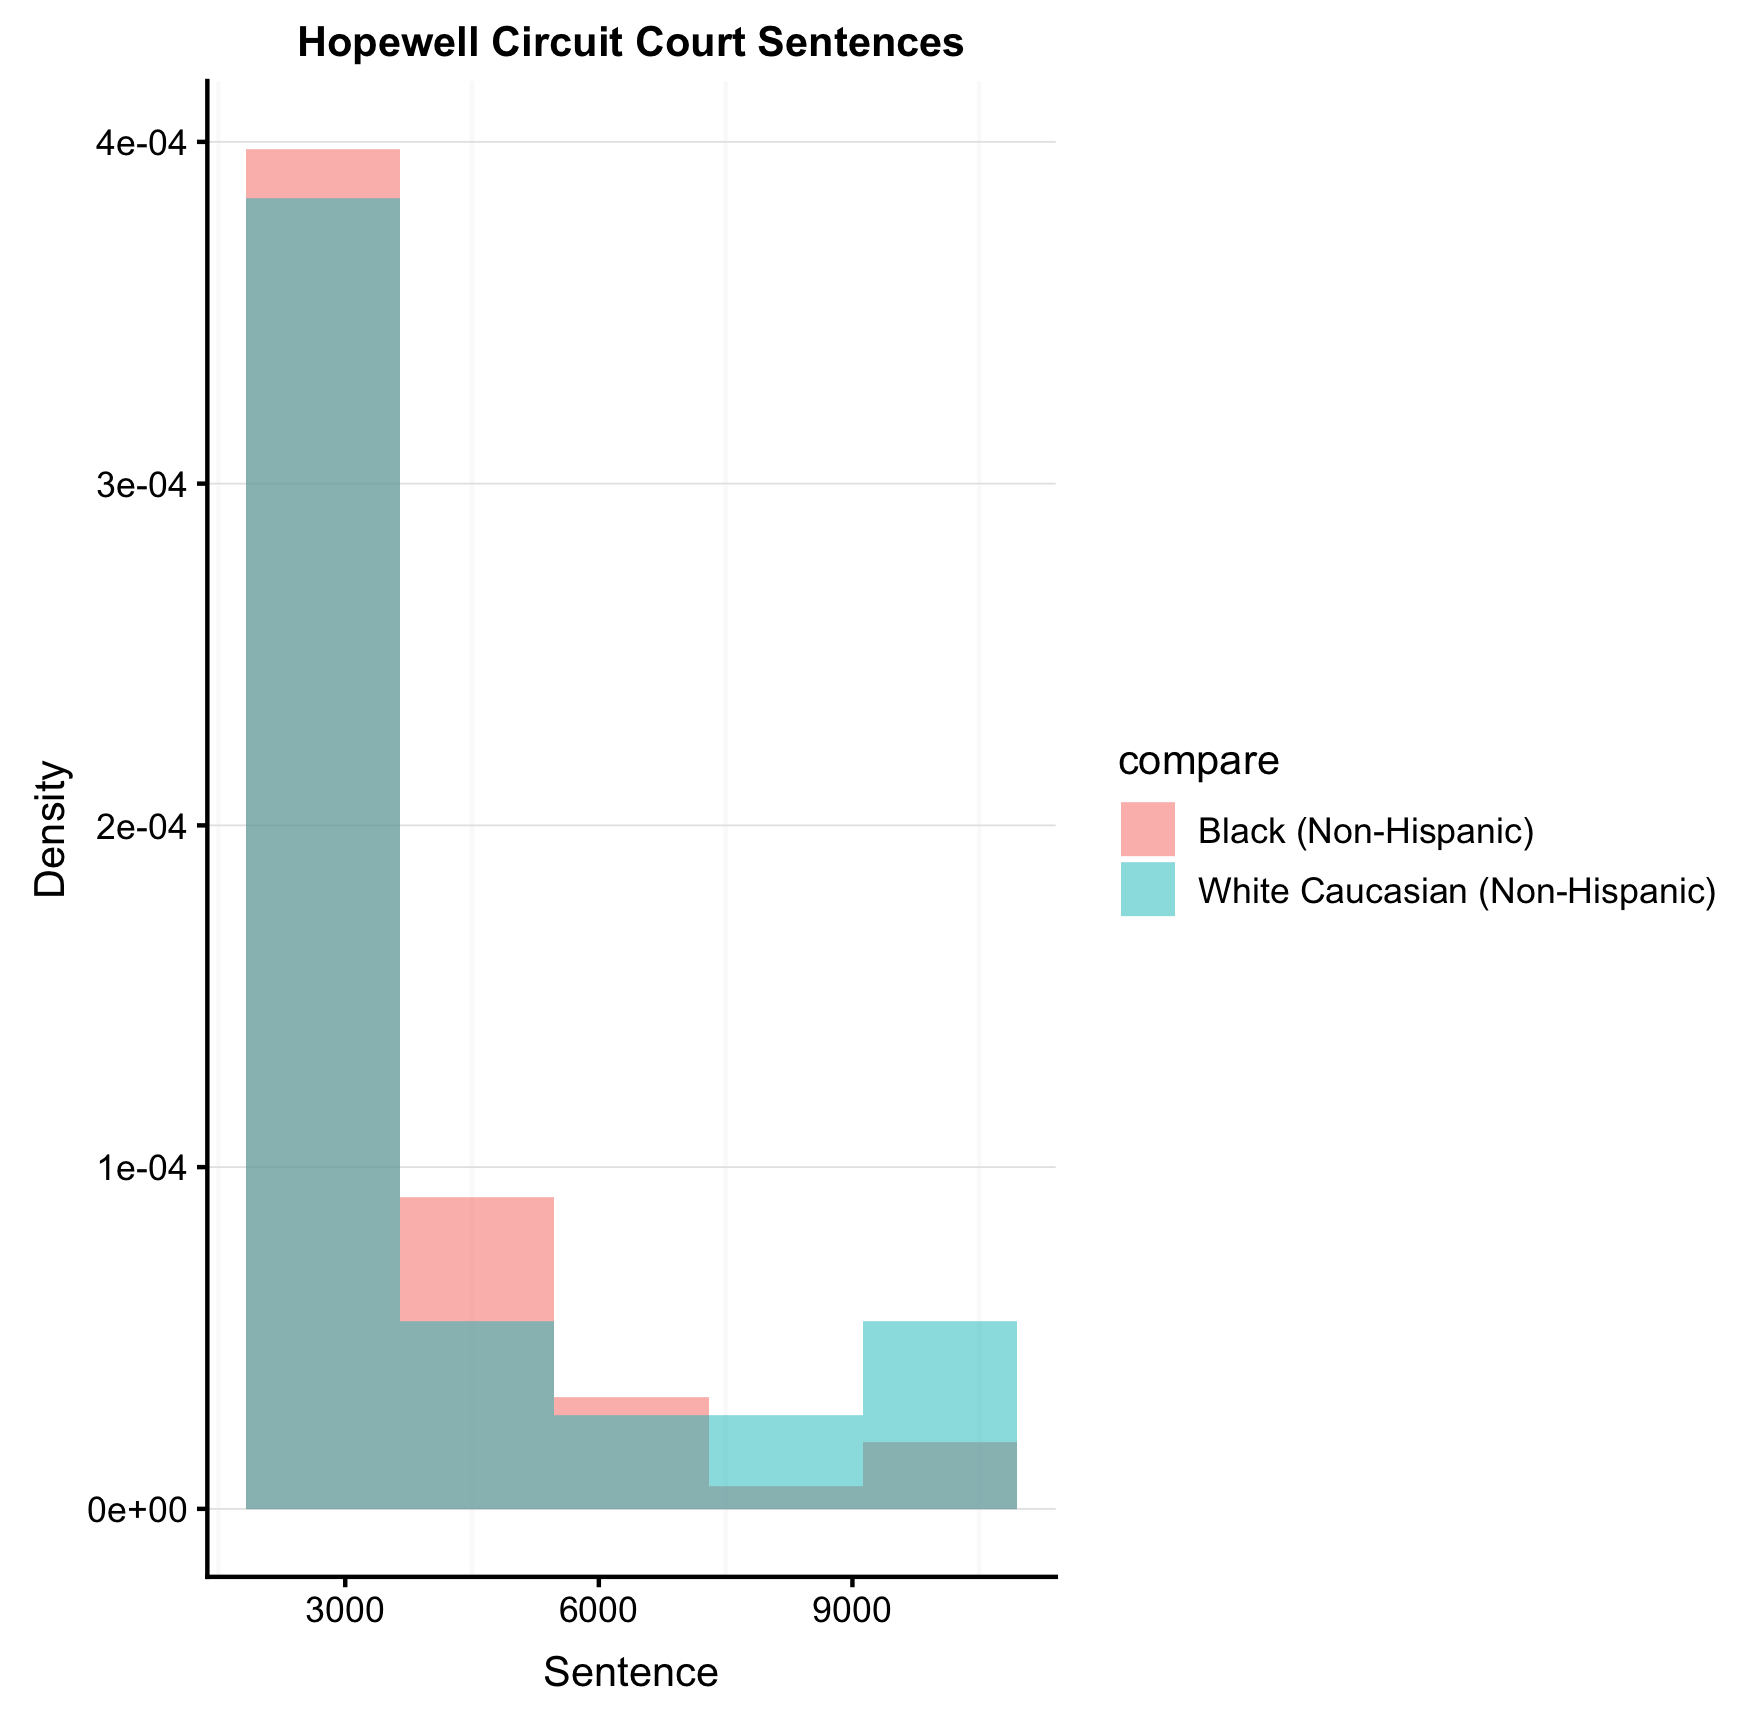 Hopewell Circuit Court Sentences
4e-04
3e-04
2e-04
1e-04
0e+00
Density
3000 6000 9000
Sentence
compare
Black (Non-Hispanic)
White Caucasian (Non-Hispanic)